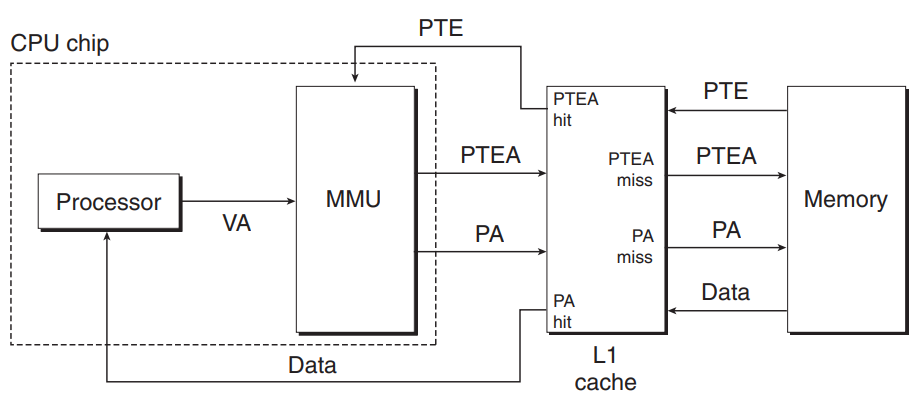 PTE
CPU chip
PTEA
hit
PTE
PTEA
PTEA
miss
PTEA
Processor
VA
MMU
Memory
PA
PA
miss
PA
PA
hit
Data
Data
L1
cache